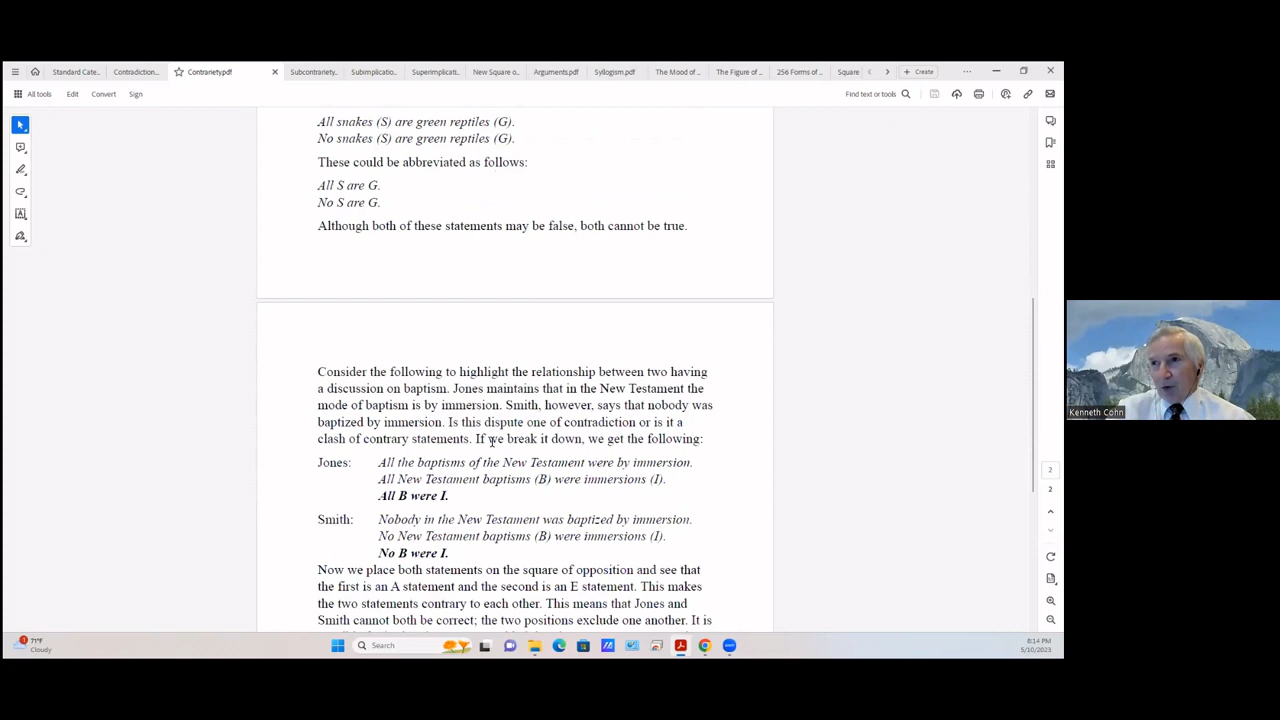 Standard Cate...
Contradiction...
Contrariety.pdf
Subcontrariety...
Subimplicatio...
Superimplicati...
New Square o...
Arguments.pdf
Syllogism.pdf
The Mood of ...
The Figure of ...
256 Forms of ...
Square
Create
All tools
Edit
Convert
Sign
Find text or tools
All snakes (S) are green reptiles (G).
No snakes (S) are green reptiles (G).
These could be abbreviated as follows:
All S are G.
No S are G.
Although both of these statements may be false, both cannot be true.
Consider the following to highlight the relationship between two having
a discussion on baptism. Jones maintains that in the New Testament the
mode of baptism is by immersion. Smith, however, says that nobody was
baptized by immersion. Is this dispute one of contradiction or is it a
clash of contrary statements. If we break it down, we get the following:
Jones: All the baptisms of the New Testament were by immersion.
All New Testament baptisms (B) were immersions (I).
All B were I.
Smith: Nobody in the New Testament was baptized by immersion.
No New Testament baptisms (B) were immersions (I).
No B were I.
Now we place both statements on the square of opposition and see that
the first is an A statement and the second is an E statement. This makes
the two statements contrary to each other. This means that Jones and
Smith cannot both be correct; the two positions exclude one another. It is
2
2
Kenneth Cohn
1
71°F
Cloudy
Search
8:14 PM
5/10/2023